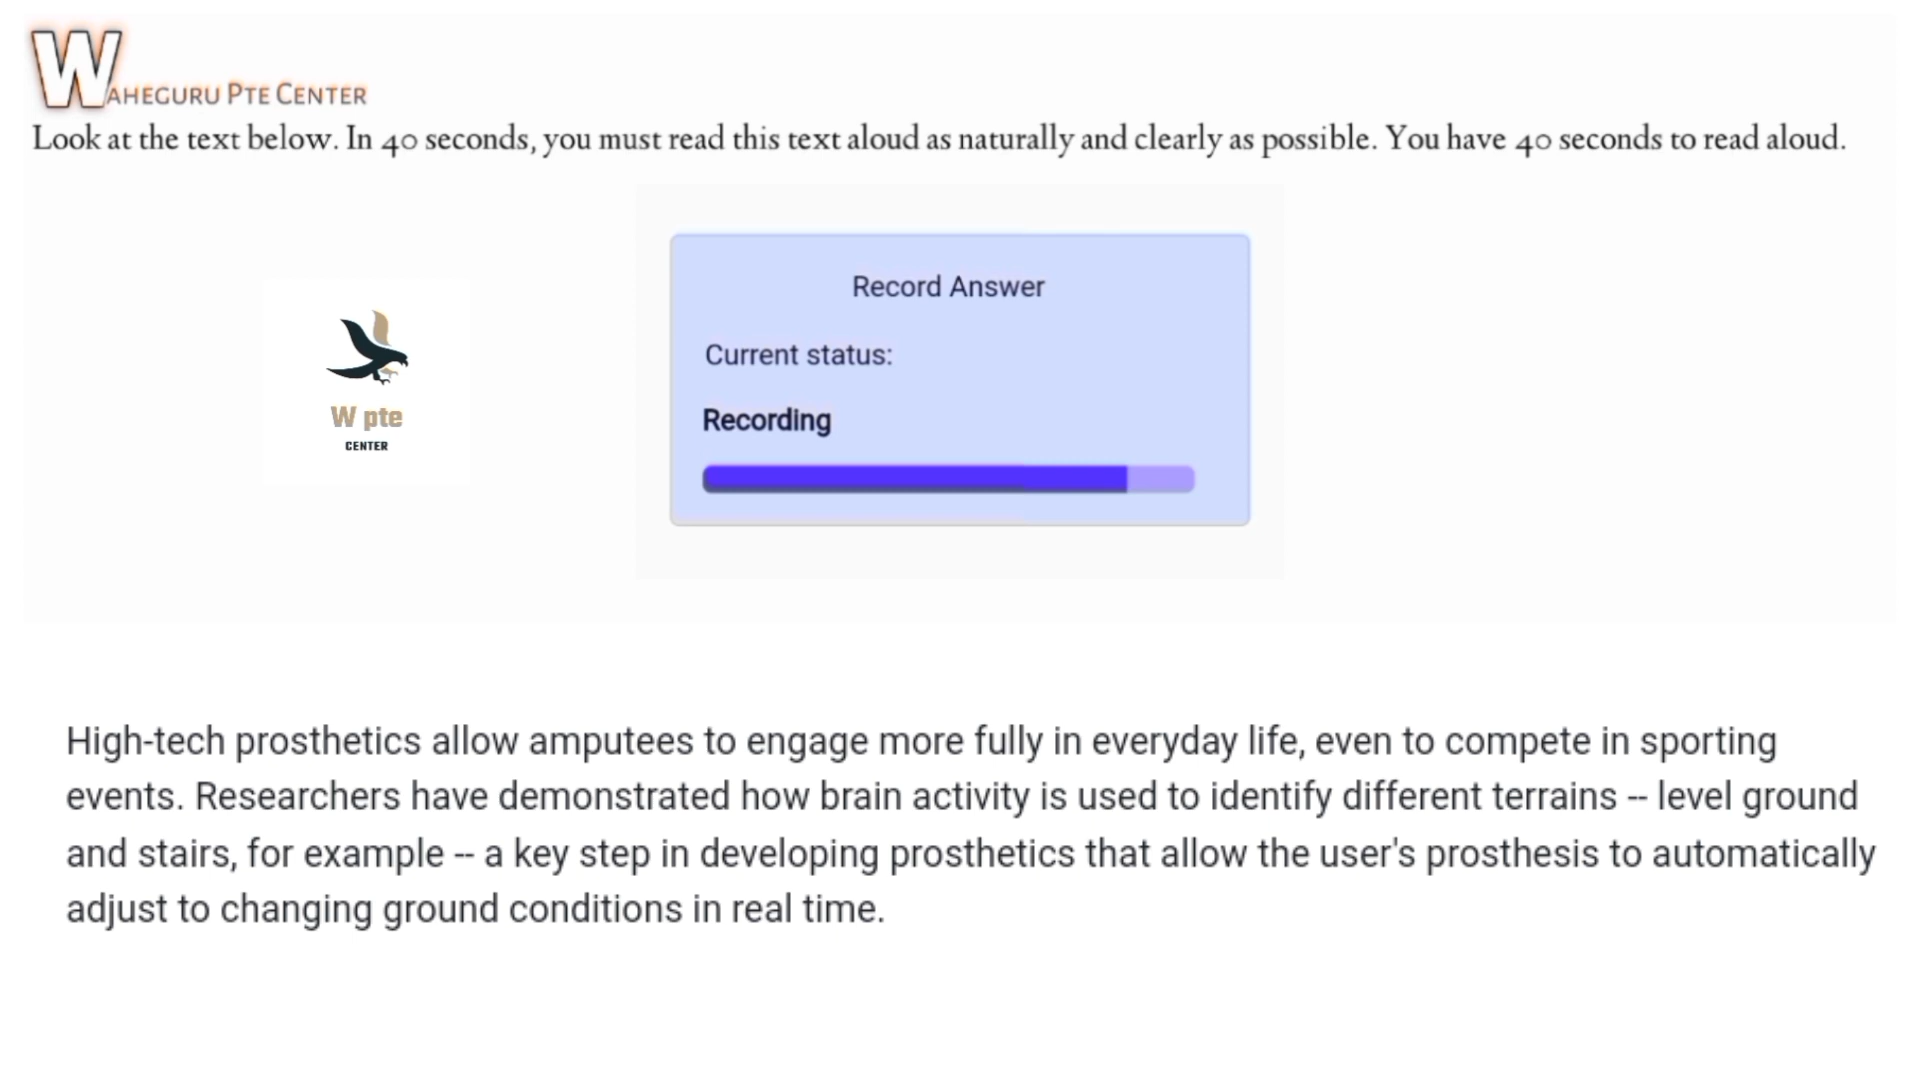 WAHEGURU PTE CENTER
Look at the text below. In 40 seconds, you must read this text aloud as naturally and clearly as possible. You have 40 seconds to read aloud.
Record Answer
Current status:
Recording
W pte
CENTER
High-tech prosthetics allow amputees to engage more fully in everyday life, even to compete in sporting
events. Researchers have demonstrated how brain activity is used to identify different terrains -- level ground
and stairs, for example -- a key step in developing prosthetics that allow the user's prosthesis to automatically
adjust to changing ground conditions in real time.